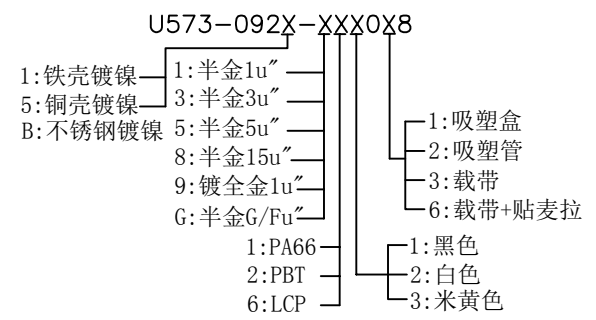 U573-092X-XXX0X8
1:铁壳镀镍
5:铜壳镀镍
B:不锈钢镀镍
1:半金1u"
3:半金3u"
5:半金5u"
8:半金15u"
9:镀全金1u"
G:半金G/Fu"
1:PA66
2:PBT
6:LCP
1:黑色
2:白色
3:米黄色
1:吸塑盒
2:吸塑管
3:载带
6:载带+贴麦拉